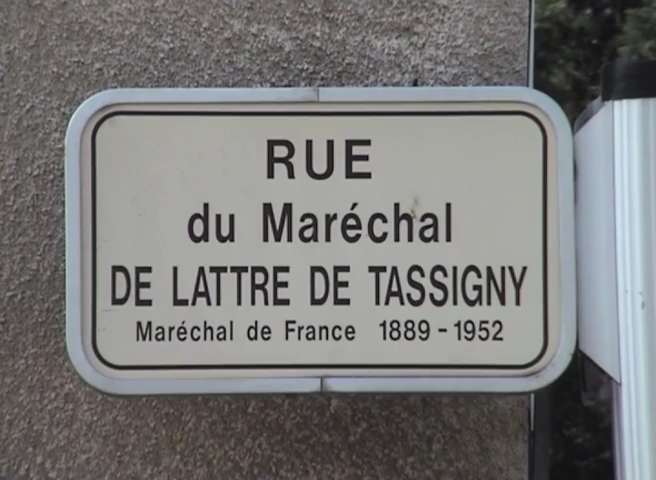 RUE
du Maréchal
DE LATTRE DE TASSIGNY
Maréchal de France 1889 - 1952